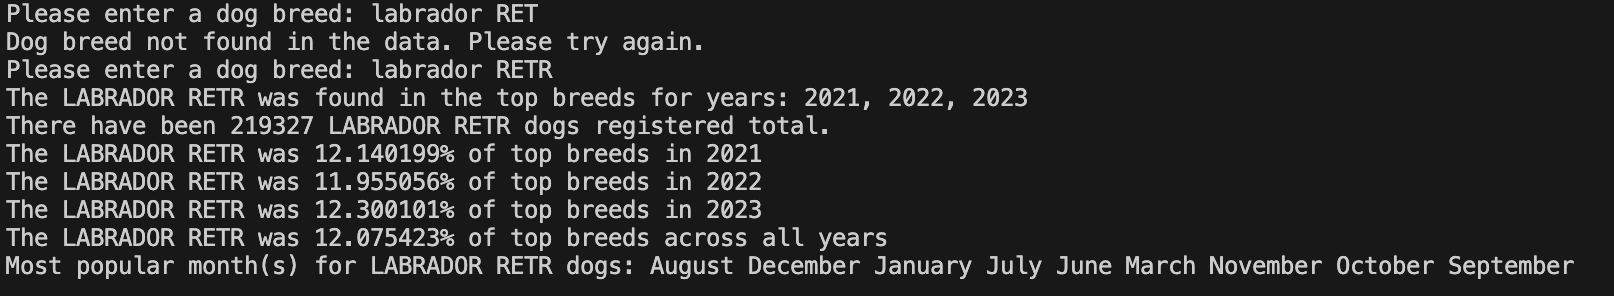 Please enter a dog breed: labrador RET
Dog breed not found in the data. Please try again.
Please enter a dog breed: labrador RETR
The LABRADOR RETR was found in the top breeds for years: 2021, 2022, 2023
There have been 219327 LABRADOR RETR dogs registered total.
The LABRADOR RETR was 12.140199% of top breeds in 2021
The LABRADOR RETR was 11.955056% of top breeds in 2022
The LABRADOR RETR was 12.300101% of top breeds in 2023
The LABRADOR RETR was 12.075423% of top breeds across all years
Most popular month(s) for LABRADOR RETR dogs: August December January July June March November October September